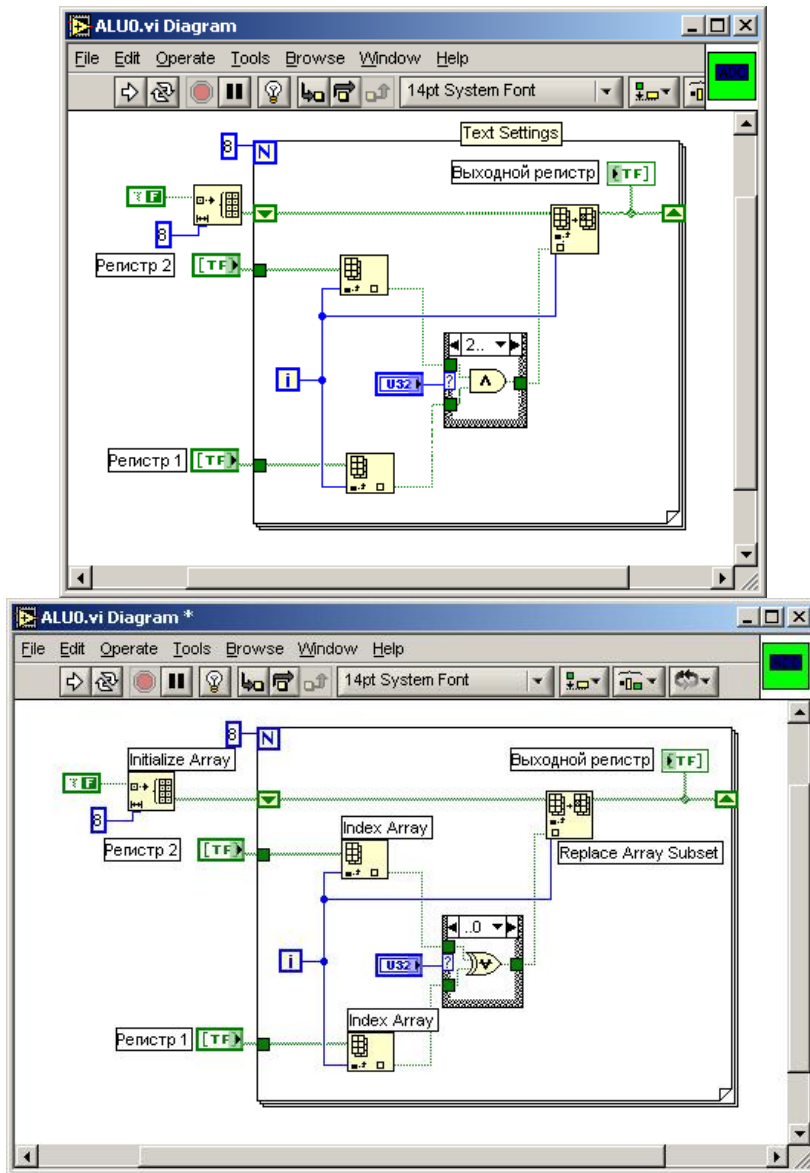 ALU0.vi Diagram
File Edit Operate Tools Browse Window Help
14pt System Font
Text Settings
8 N
Выходной регистр TF
F
8
Регистр 2 TF
2..
i
U32 ?
Регистр 1 TF
ALU0.vi Diagram *
File Edit Operate Tools Browse Window Help
14pt System Font
8 N
Initialize Array
Выходной регистр TF
F
8
Index Array
Регистр 2 TF
Replace Array Subset
..0
i
U32 ?
Index Array
Регистр 1 TF